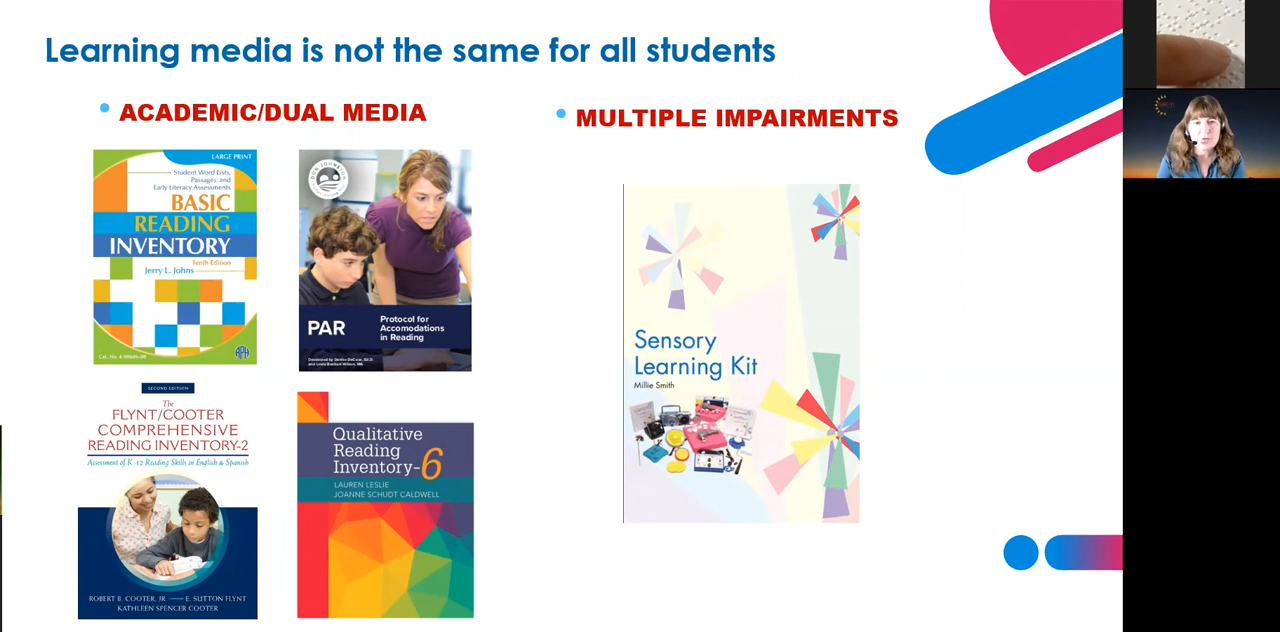 Learning media is not the same for all students
ACADEMIC/DUAL MEDIA
LARGE PRINT
Student Word Lists,
Passages, and
Early Literacy Assessments
BASIC
READING
INVENTORY
Tenth Edition
Jerry L. Johns
APH
DON JOHNSTON
PAR
Protocol for
Accomodations
in Reading
SECOND EDITION
The
FLYNT/COOTER
COMPREHENSIVE
READING INVENTORY-2
Assessment of K-12 Reading Skills in English & Spanish
ROBERT B. COOTER, JR E. SUTTON FLYNT
KATHLEEN SPENCER COOTER
Qualitative
Reading
Inventory-6
LAUREN LESLIE
JOANNE SCHUDT CALDWELL
MULTIPLE IMPAIRMENTS
Sensory
Learning Kit
Millie Smith